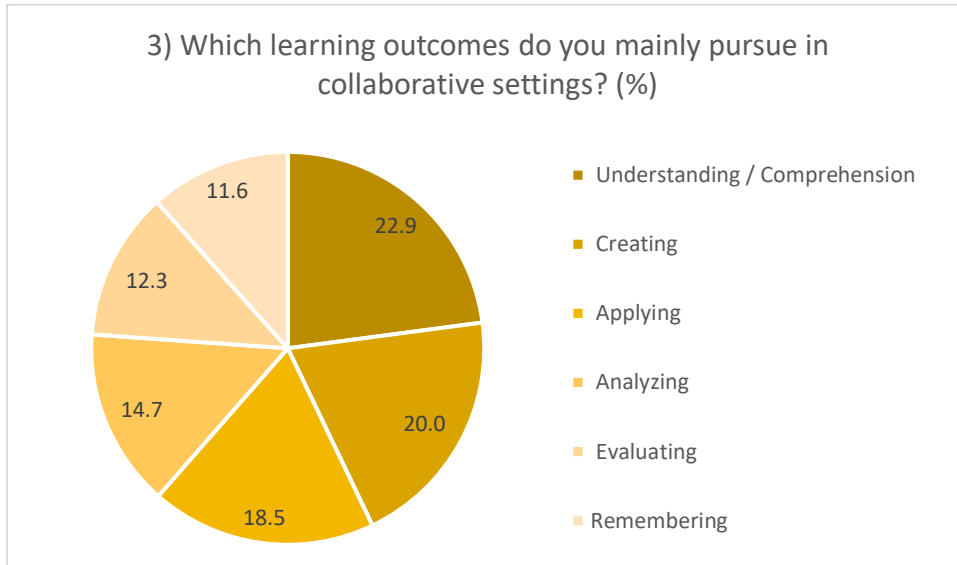 3) Which learning outcomes do you mainly pursue in
collaborative settings? (%)
22.9
20.0
18.5
14.7
12.3
11.6
Understanding / Comprehension
Creating
Applying
Analyzing
Evaluating
Remembering